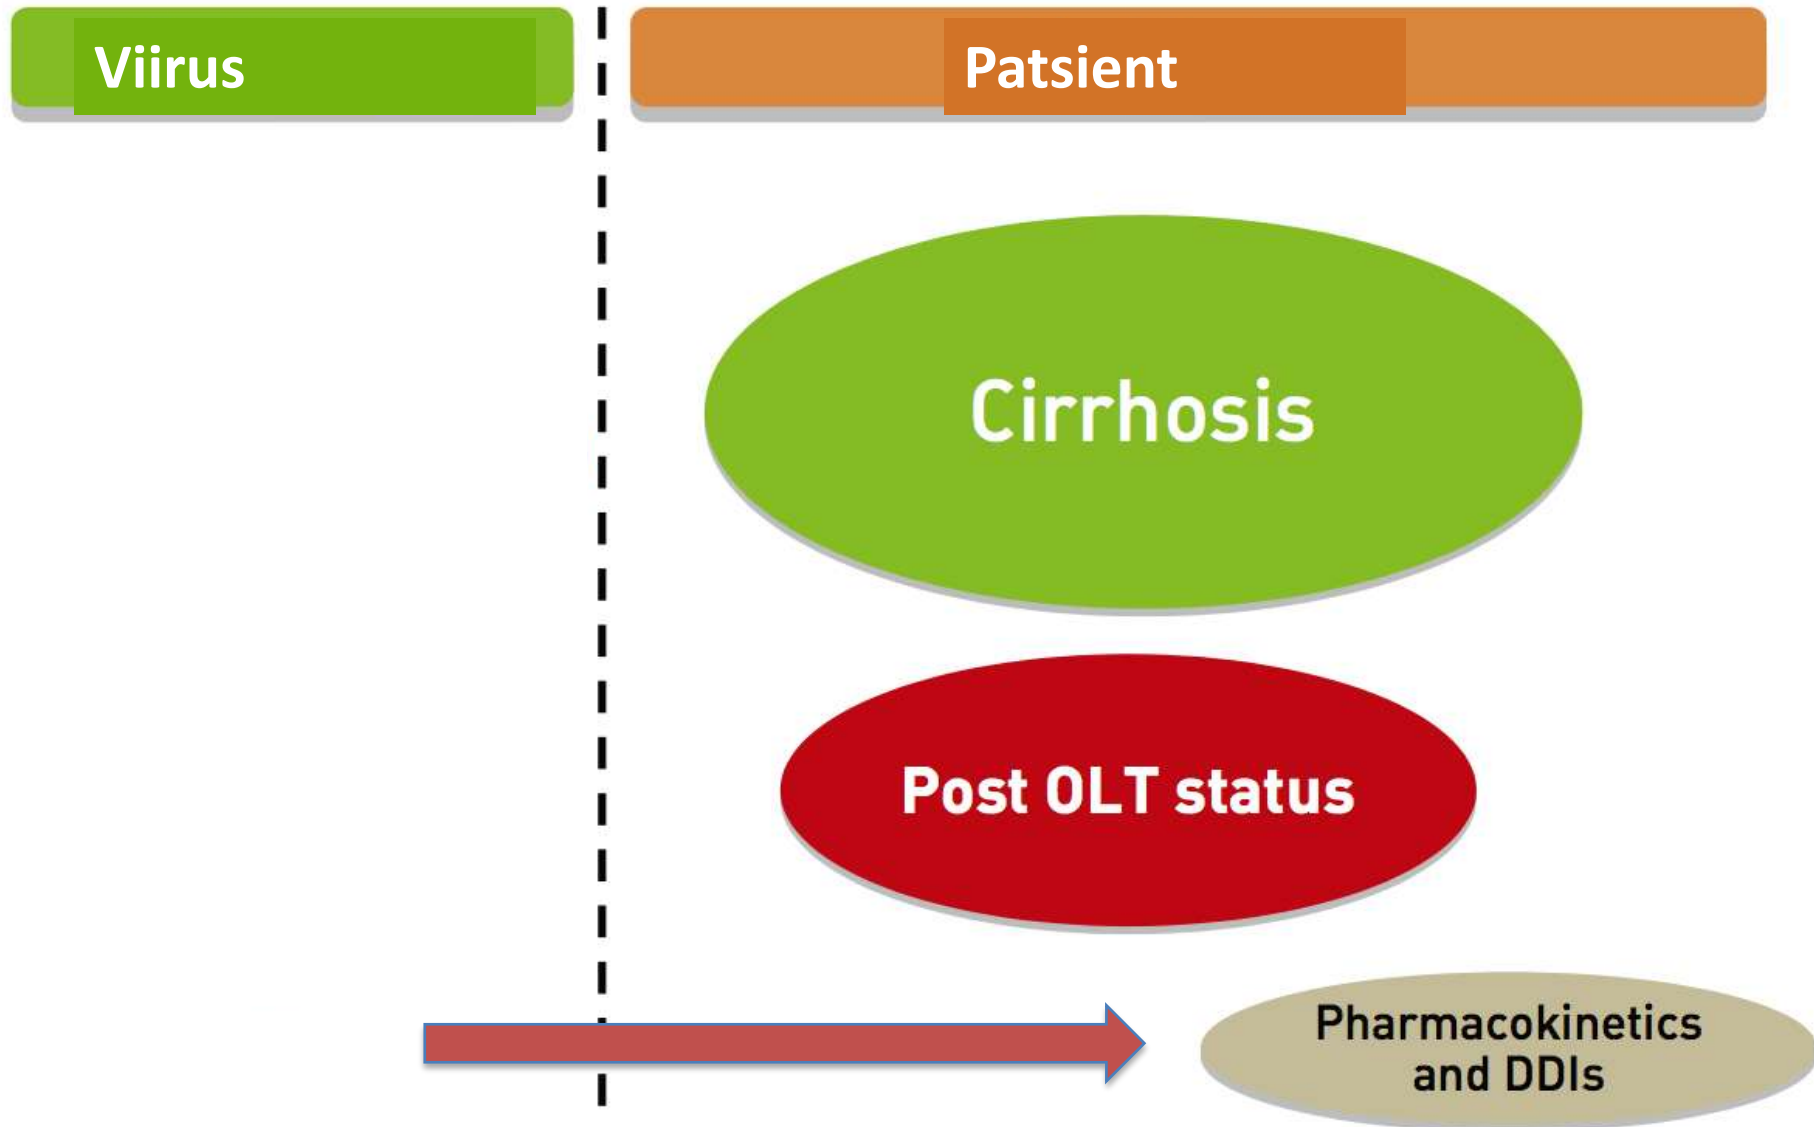 Viirus
Patsient
Cirrhosis
Post OLT status
Pharmacokinetics
and DDIs